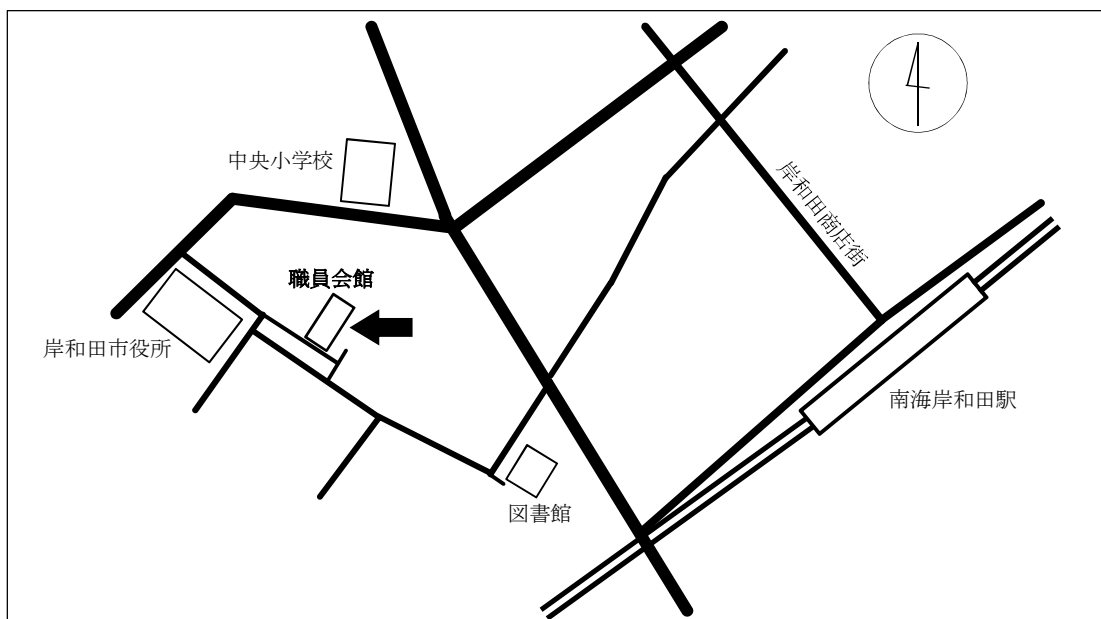 中央小学校
岸和田商店街
職員会館
岸和田市役所
南海岸和田駅
図書館